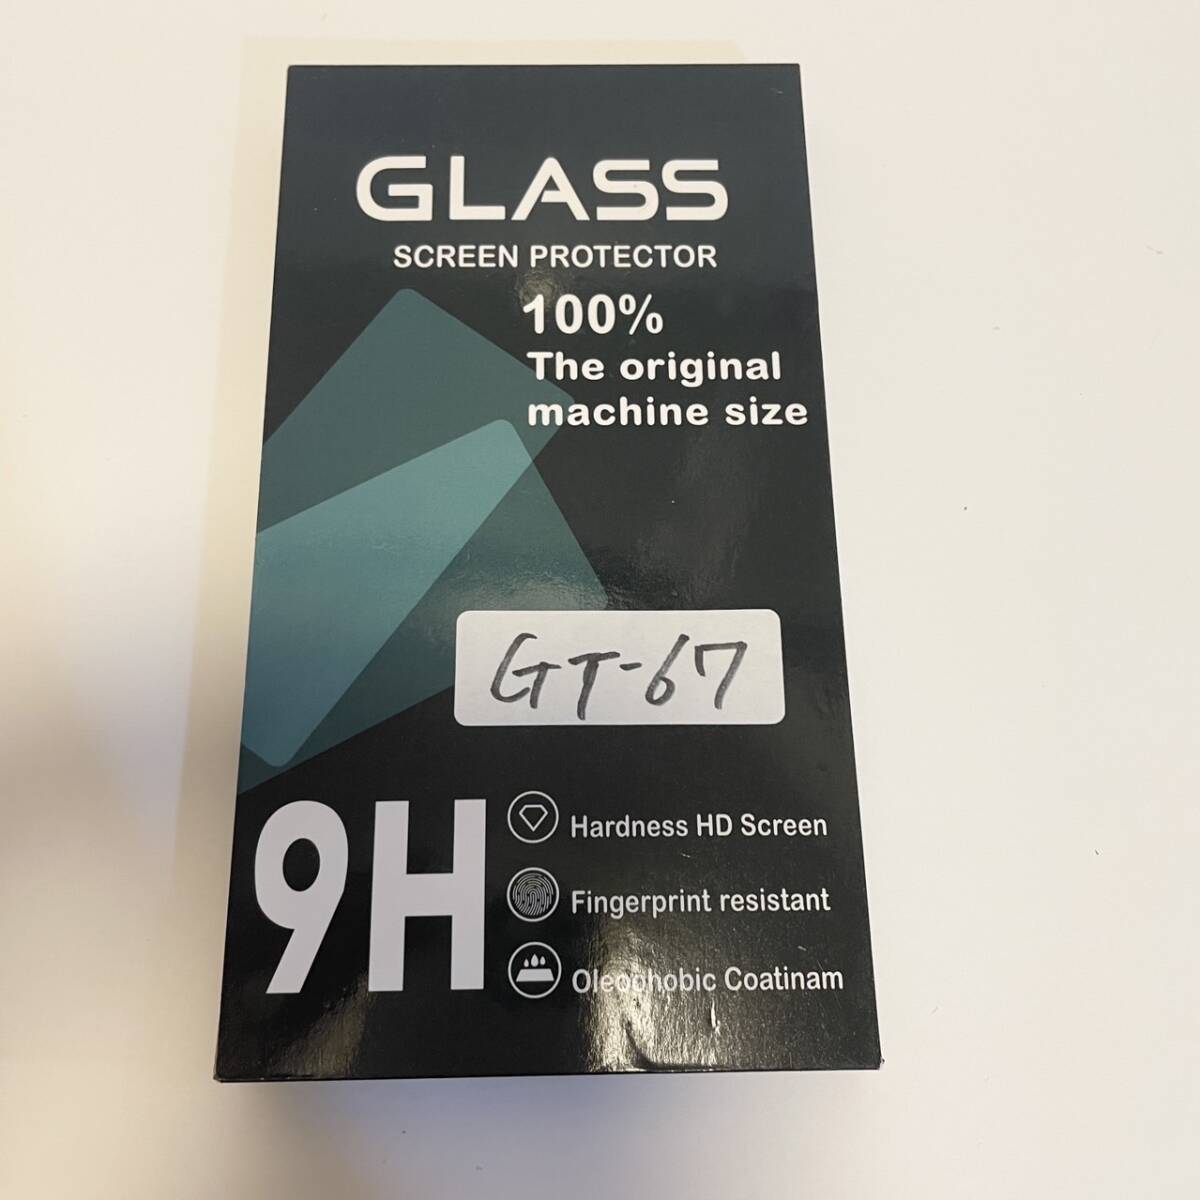 GLASS
SCREEN PROTECTOR
100%
The original
machine size
GT-67
9H
Hardness HD Screen
Fingerprint resistant
Oleophobic Coatinam